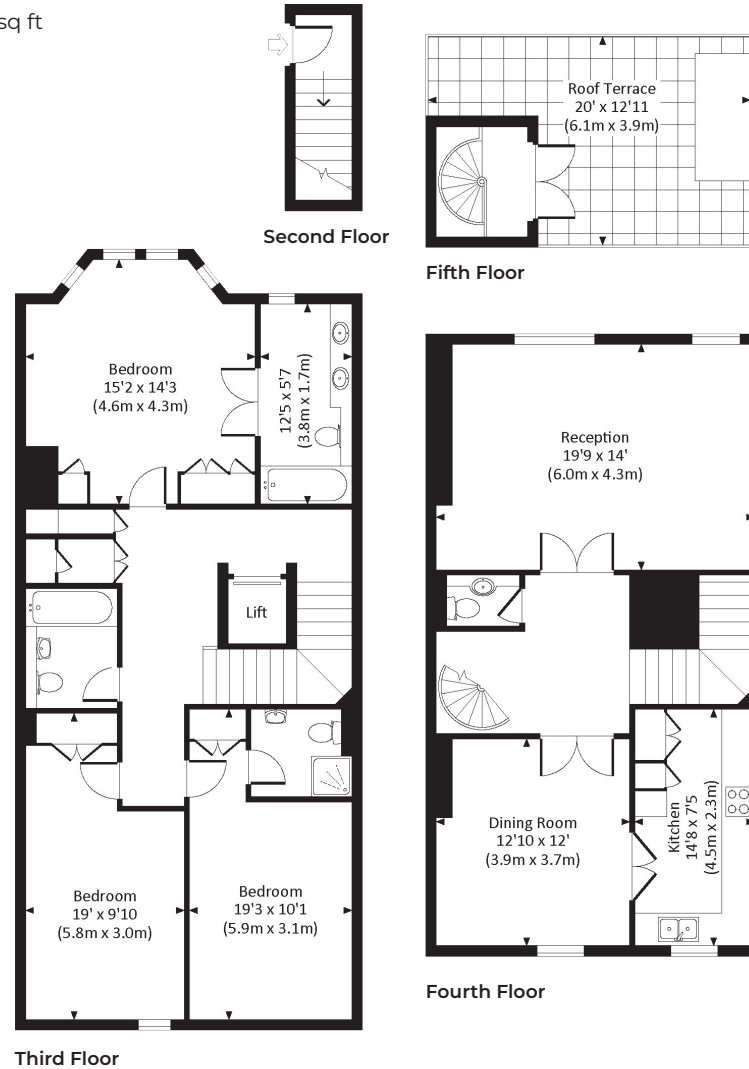 sq ft
Second Floor
Roof Terrace
20' x 12'11
(6.1m x 3.9m)
Fifth Floor
Bedroom
15'2 x 14'3
(4.6m x 4.3m)
12'5 x 5'7
(3.8m x 1.7m)
Lift
Bedroom
19' x 9'10
(5.8m x 3.0m)
Bedroom
19'3 x 10'1
(5.9m x 3.1m)
Third Floor
Reception
19'9 x 14'
(6.0m x 4.3m)
Dining Room
12'10 x 12'
(3.9m x 3.7m)
Kitchen
14'8 x 7'5
(4.5m x 2.3m)
Fourth Floor